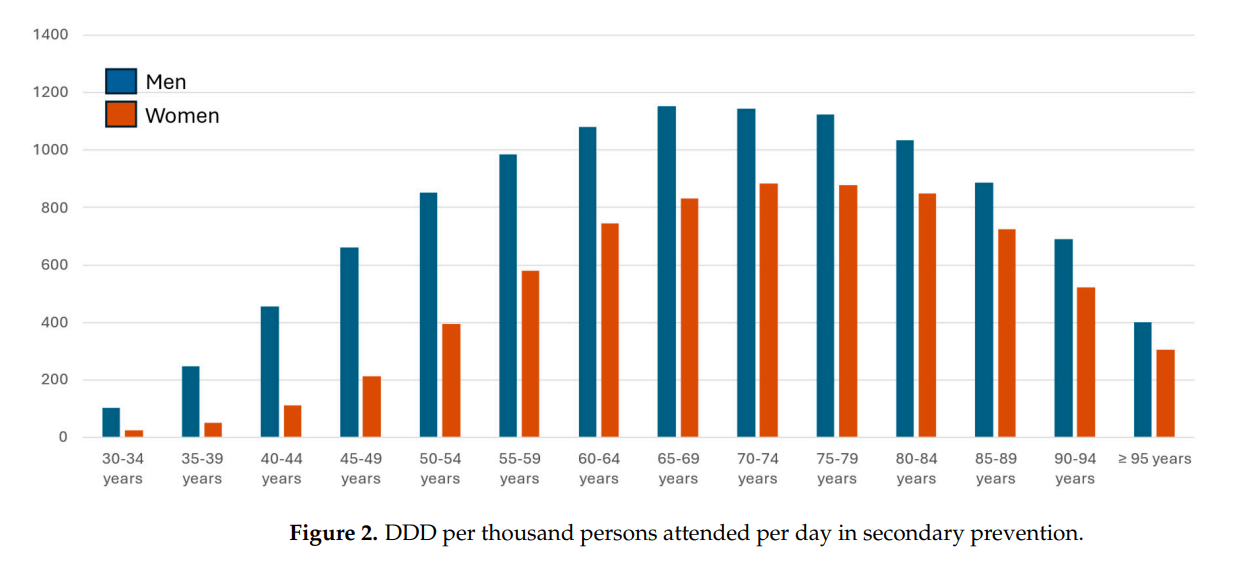 1400
Men
1200
Women
1000
800
600
400
200
0
30-34 35-39 40-44 45-49 50-54 55-59 60-64 65-69 70-74 75-79 80-84 85-89 90-94 ≥ 95 years
years years years years years years years years years years years years years
Figure 2. DDD per thousand persons attended per day in secondary prevention.